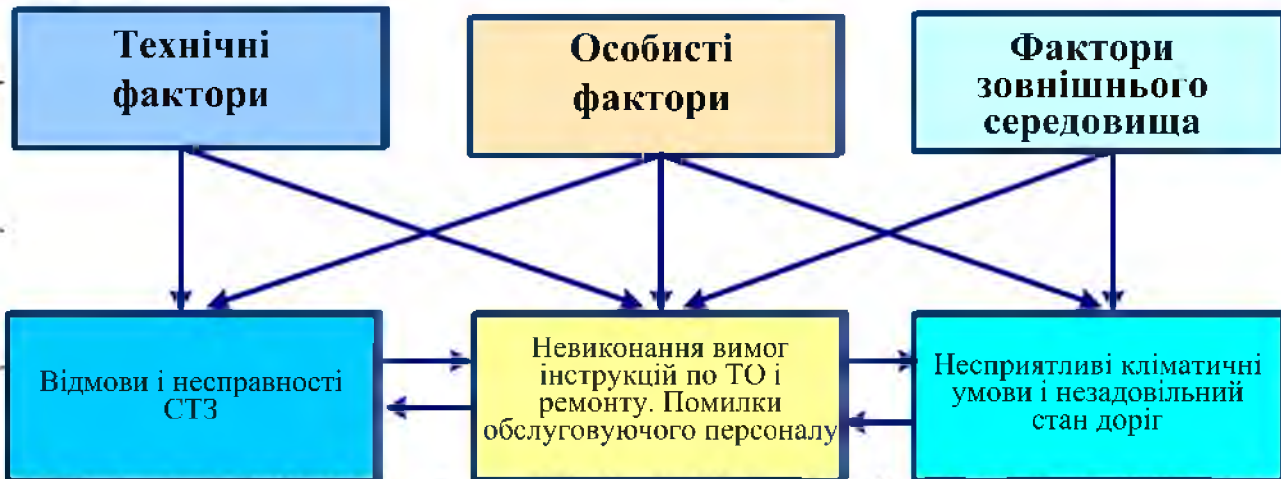 Технічні
фактори
Особисті
фактори
Фактори
зовнішнього
середовища
Відмови і несправності
СТЗ
Невиконання вимог
інструкцій по ТО і
ремонту. Помилки
обслуговуючого персоналу
Несприятливі кліматичні
умови і незадовільний
стан доріг